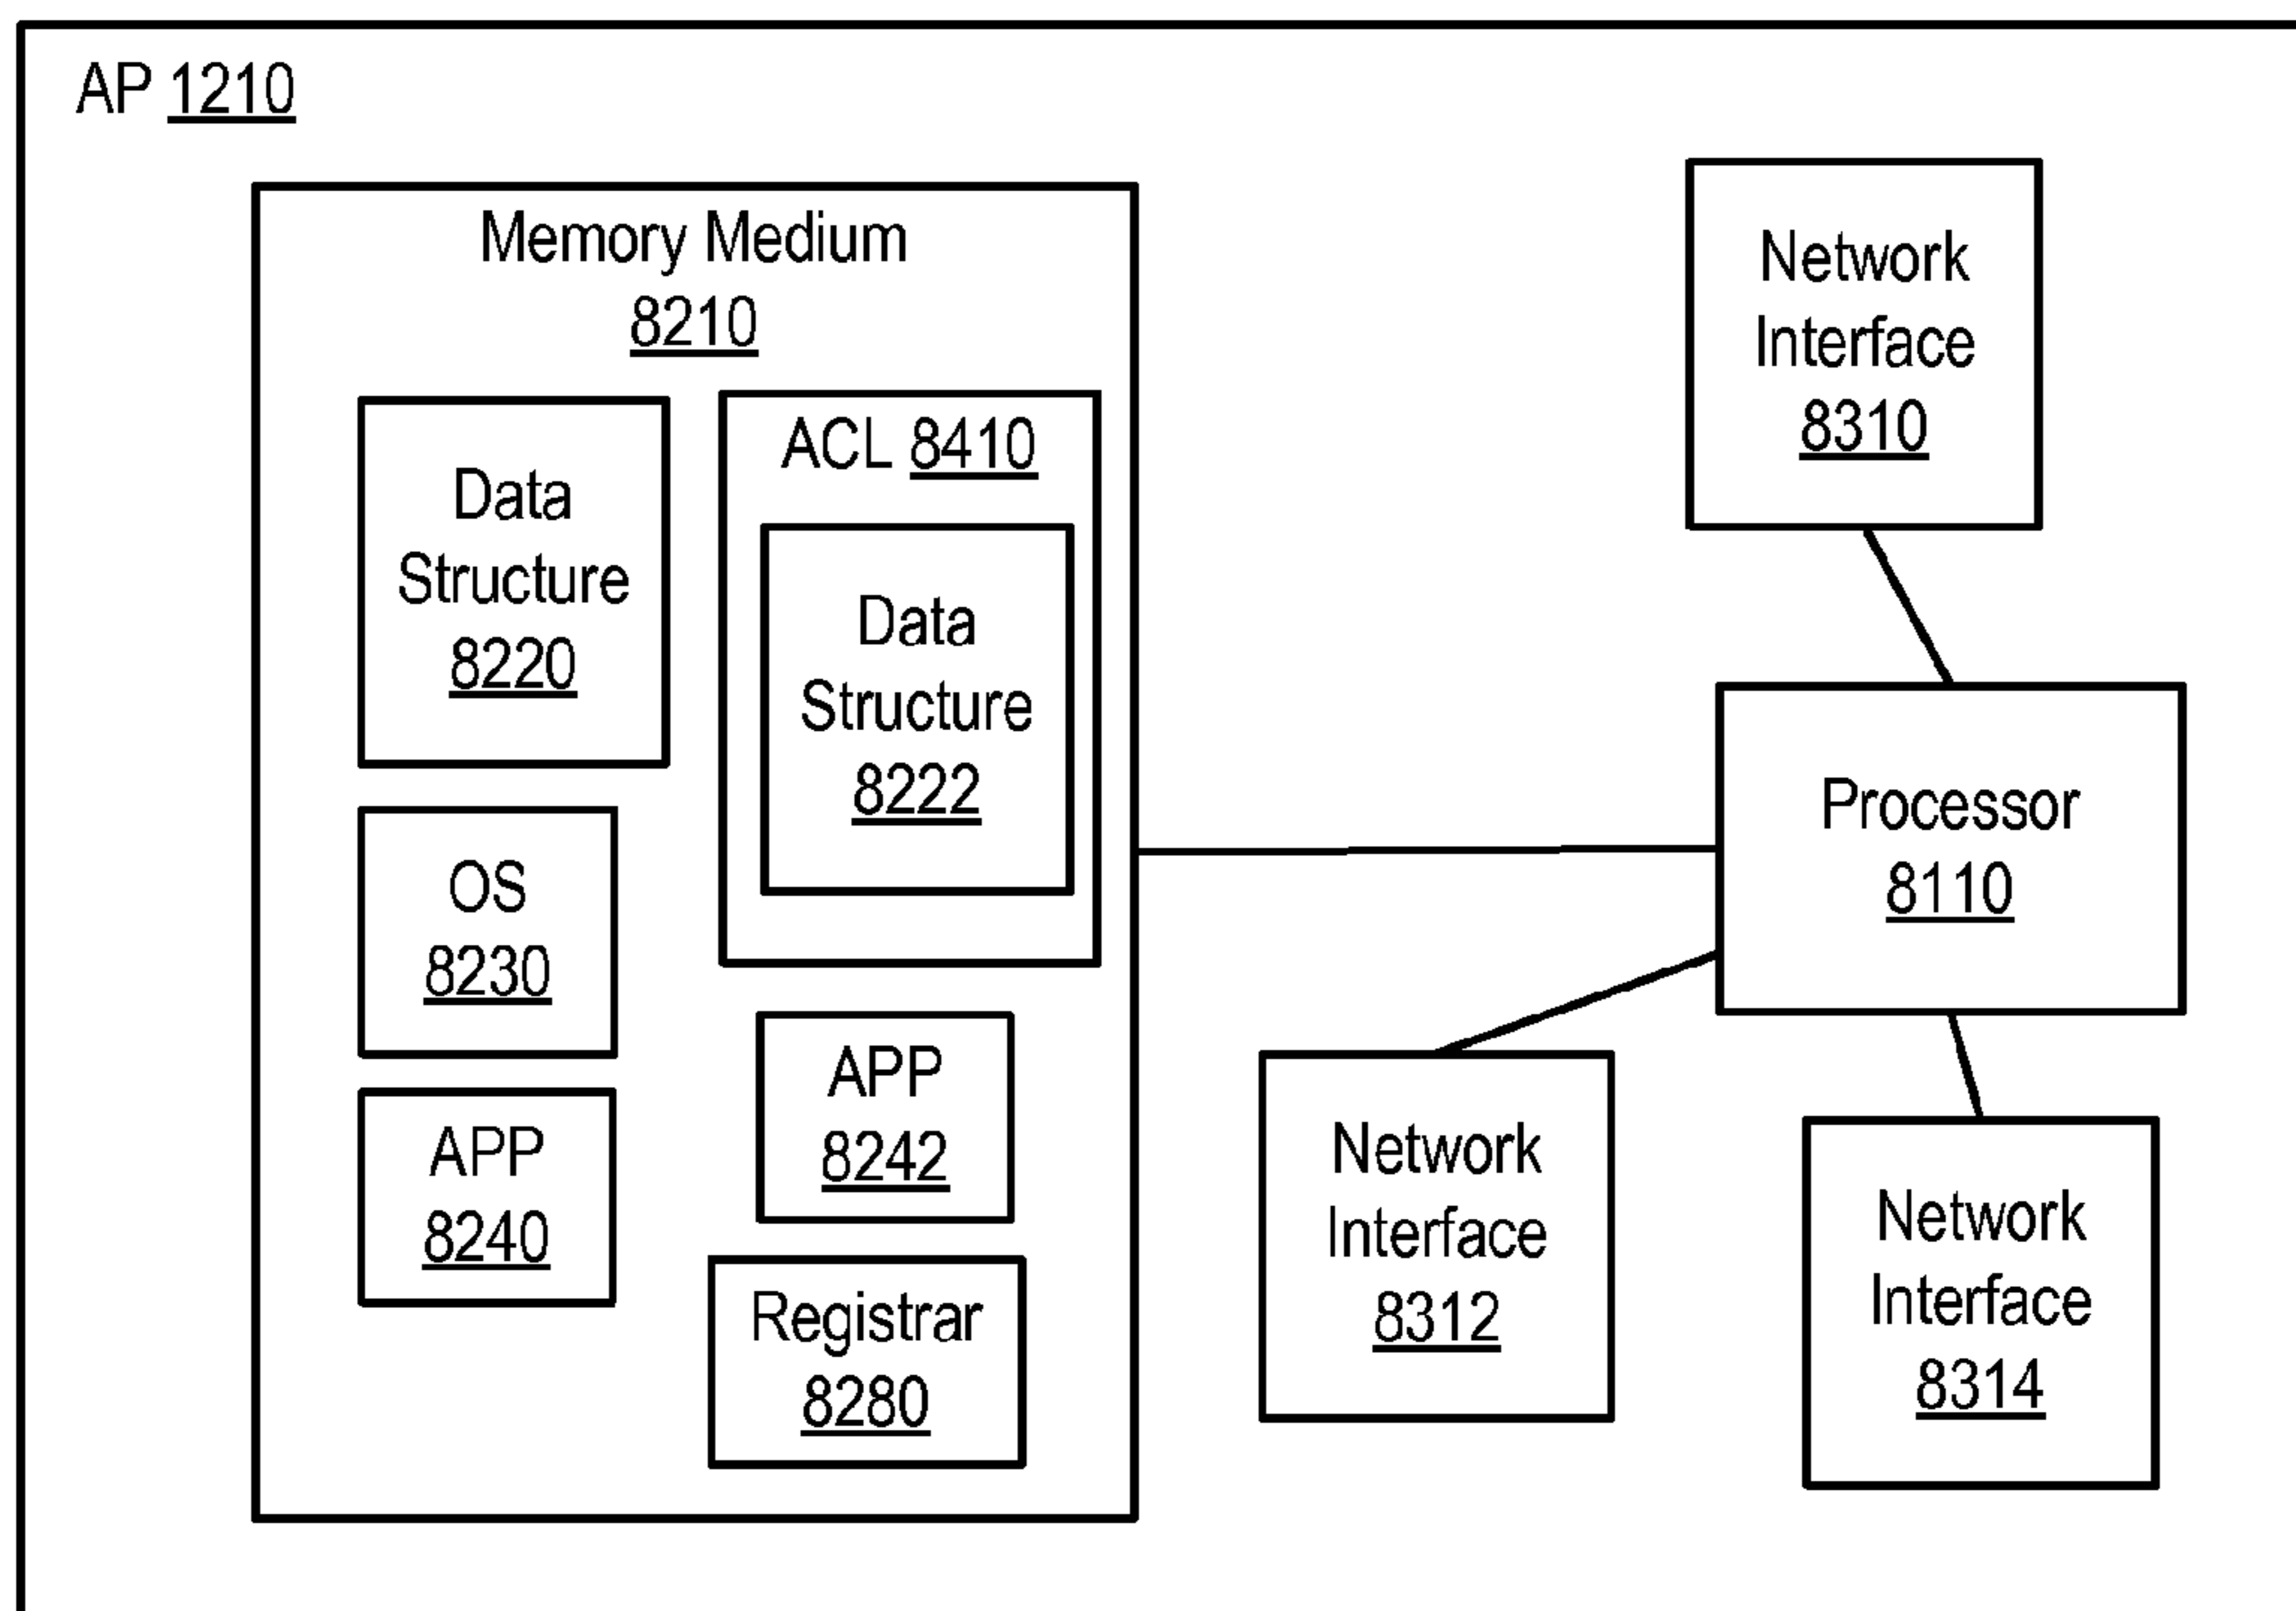 AP 1210
Memory Medium
8210
Data
Structure
8220
ACL 8410
Data
Structure
8222
OS
8230
APP
8240
APP
8242
Registrar
8280
Network
Interface
8310
Processor
8110
Network
Interface
8312
Network
Interface
8314